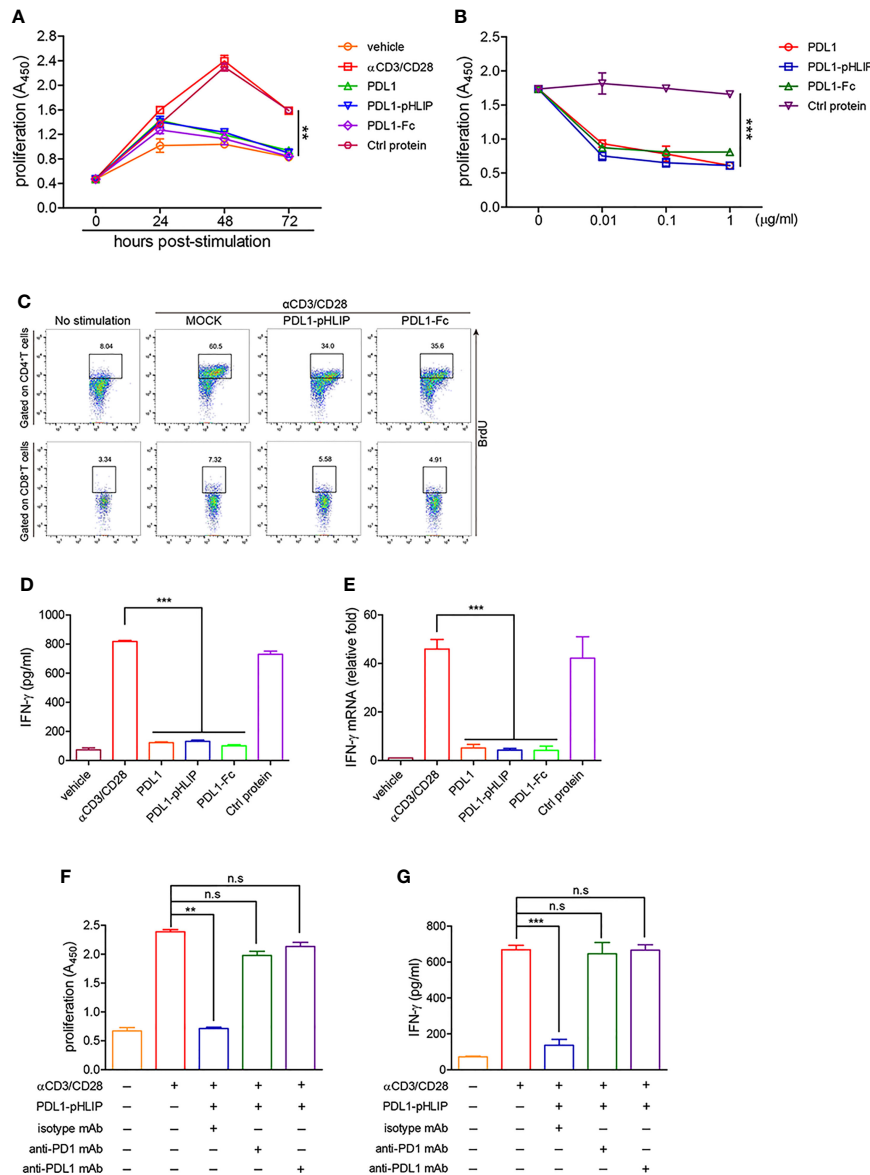 A
proliferation (A450)
2.8
2.4
2.0
1.6
1.2
0.8
0.4
0.0
0 24 48 72
hours post-stimulation
vehicle
αCD3/CD28
PDL1
PDL1-pHLIP
PDL1-Fc
Ctrl protein
**
B
proliferation (A450)
2.5
2.0
1.5
1.0
0.5
0.0
0 0.01 0.1 1 (μg/ml)
PDL1
PDL1-pHLIP
PDL1-Fc
Ctrl protein
***
C
αCD3/CD28
No stimulation MOCK PDL1-pHLIP PDL1-Fc
Gated on CD4+T cells
8.04 60.5 34.0 35.6
Gated on CD8+T cells
3.34 7.32 5.58 4.91
BrdU
D
IFN-γ (pg/ml)
1000
800
600
400
200
0
***
vehicle
αCD3/CD28
PDL1
PDL1-pHLIP
PDL1-Fc
Ctrl protein
E
IFN-γ mRNA (relative fold)
60
40
20
0
***
vehicle
αCD3/CD28
PDL1
PDL1-pHLIP
PDL1-Fc
Ctrl protein
F
proliferation (A450)
2.5
2.0
1.5
1.0
0.5
0.0
n.s
n.s
**
αCD3/CD28 – + + + +
PDL1-pHLIP – – + + +
isotype mAb – – + – –
anti-PD1 mAb – – – + –
anti-PDL1 mAb – – – – +
G
IFN-γ (pg/ml)
800
600
400
200
0
n.s
n.s
***
αCD3/CD28 – + + + +
PDL1-pHLIP – – + + +
isotype mAb – – + – –
anti-PD1 mAb – – – + –
anti-PDL1 mAb – – – – +